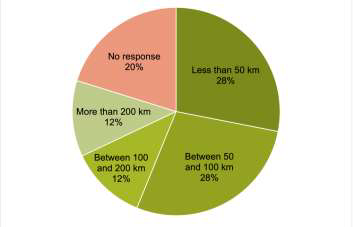 No response
20%
Less than 50 km
28%
More than 200 km
12%
Between 100
and 200 km
12%
Between 50
and 100 km
28%